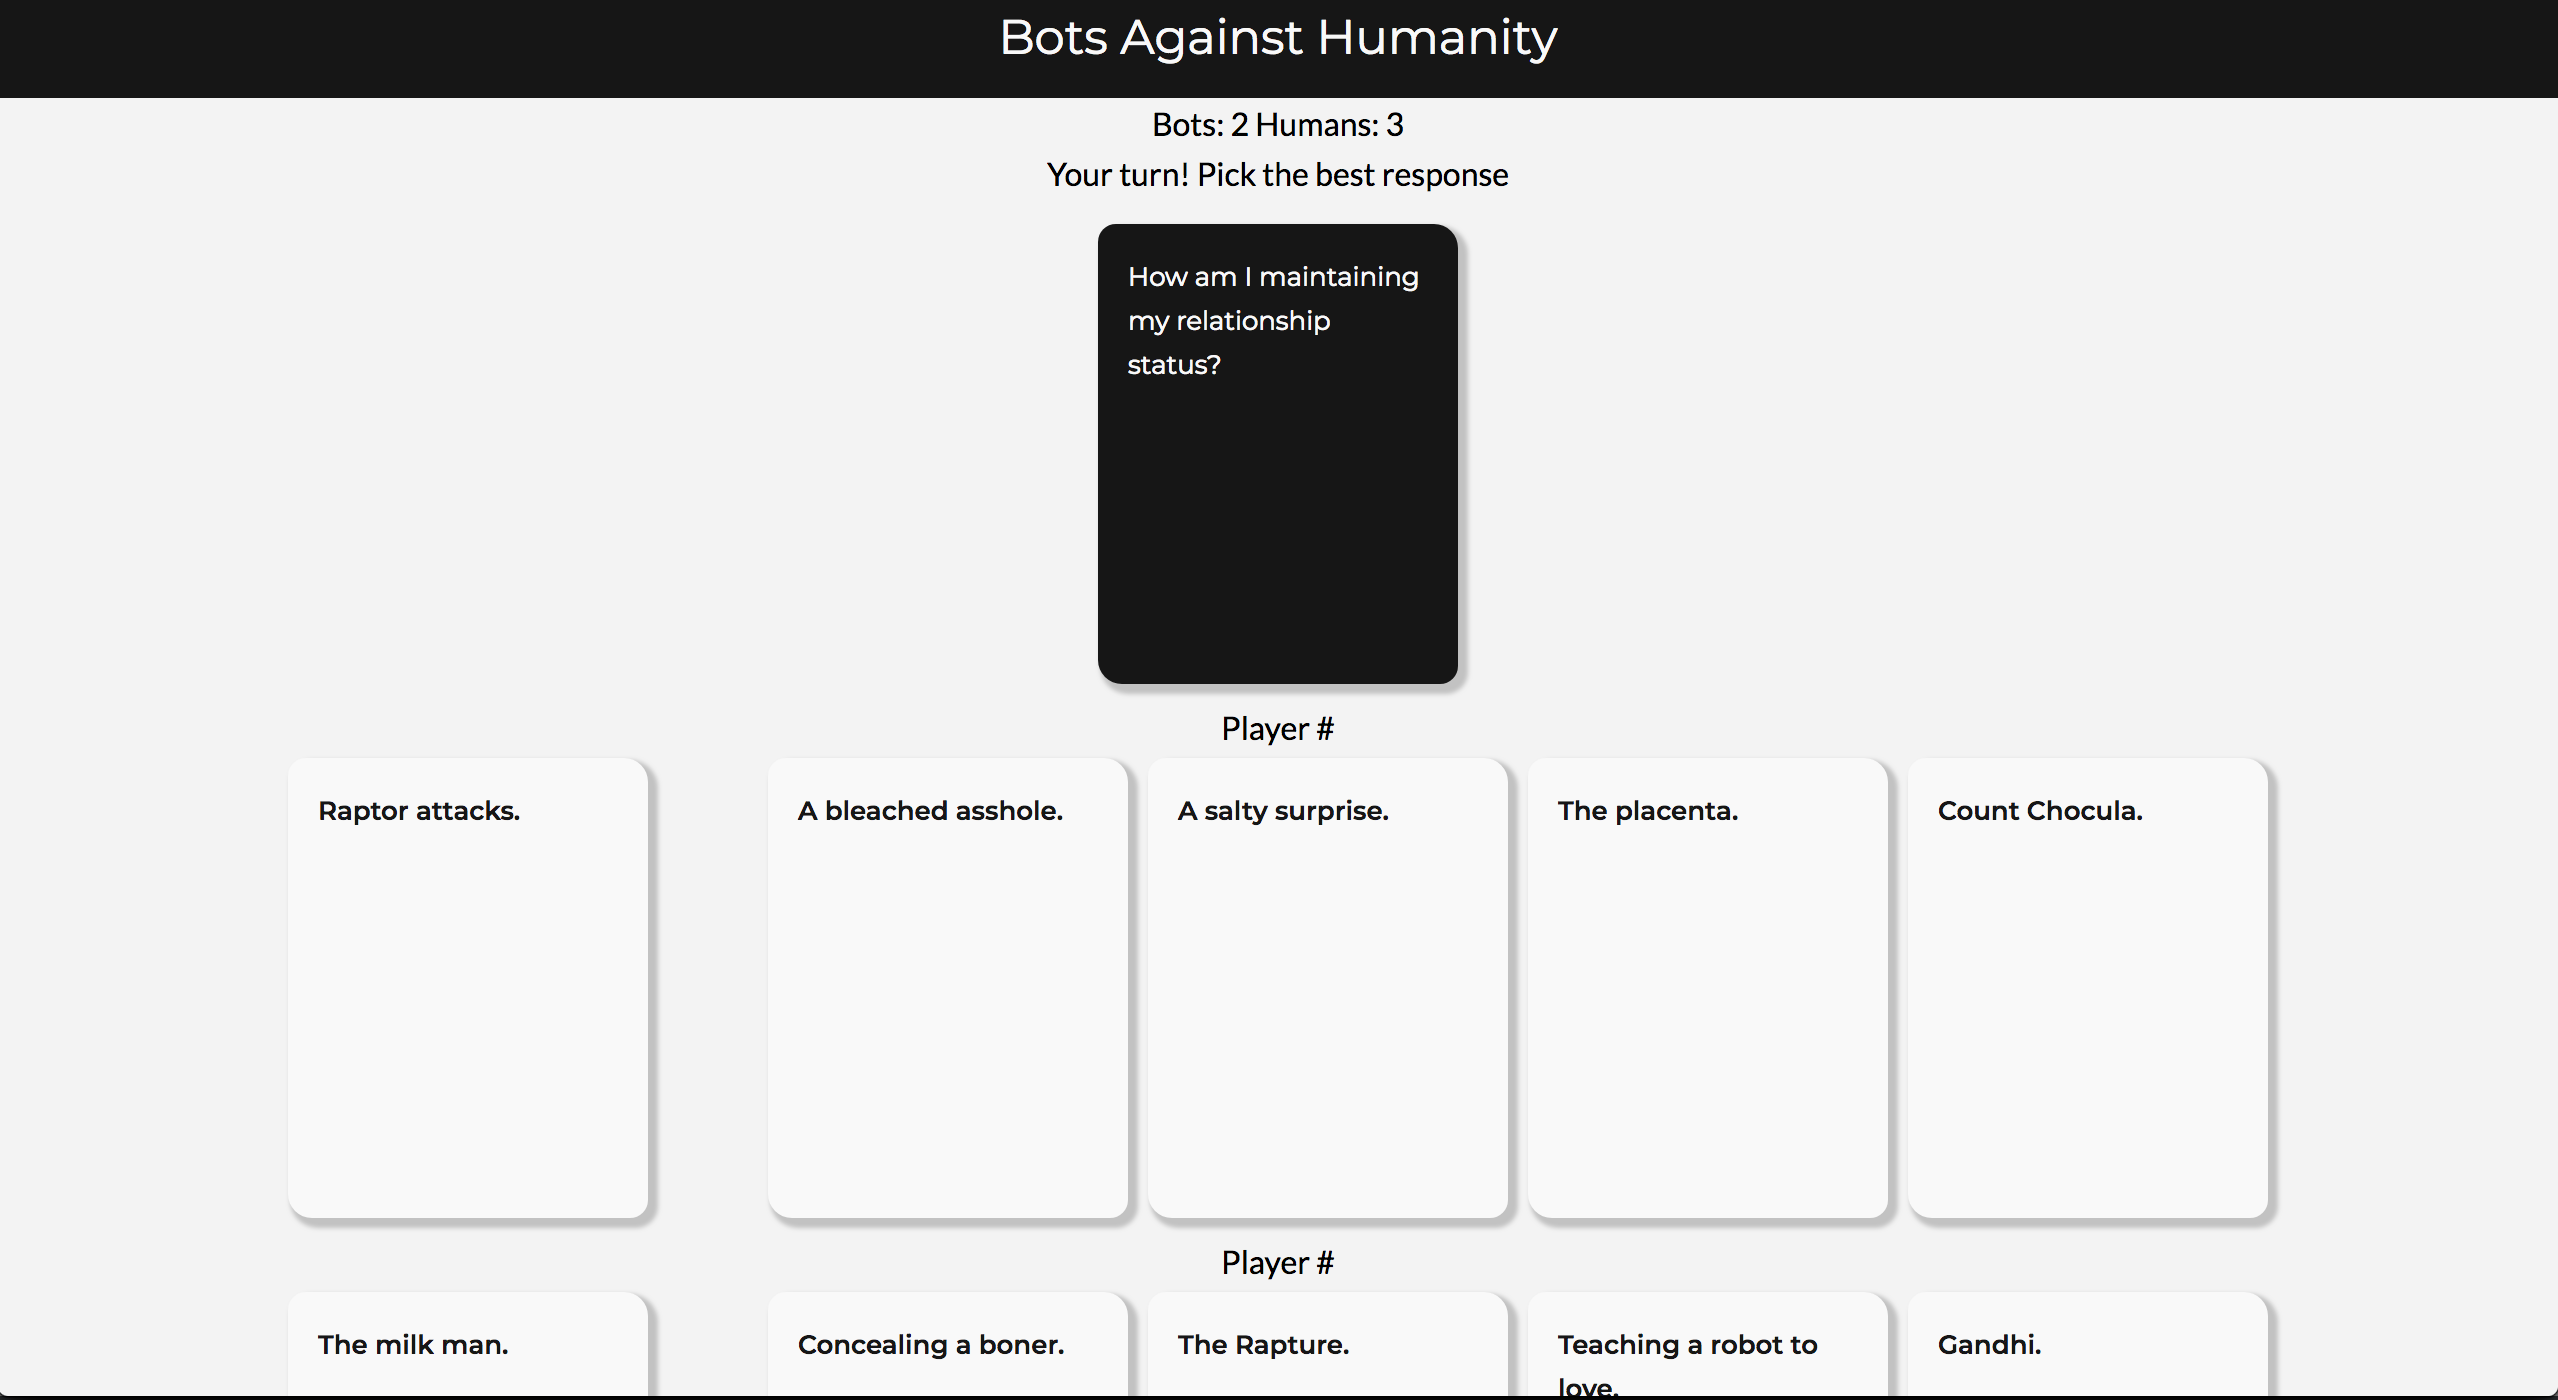 Bots Against Humanity
Bots: 2 Humans: 3
Your turn! Pick the best response
How am I maintaining
my relationship
status?
Player #
Raptor attacks.
A bleached asshole.
A salty surprise.
The placenta.
Count Chocula.
Player #
The milk man.
Concealing a boner.
The Rapture.
Teaching a robot to
love.
Gandhi.